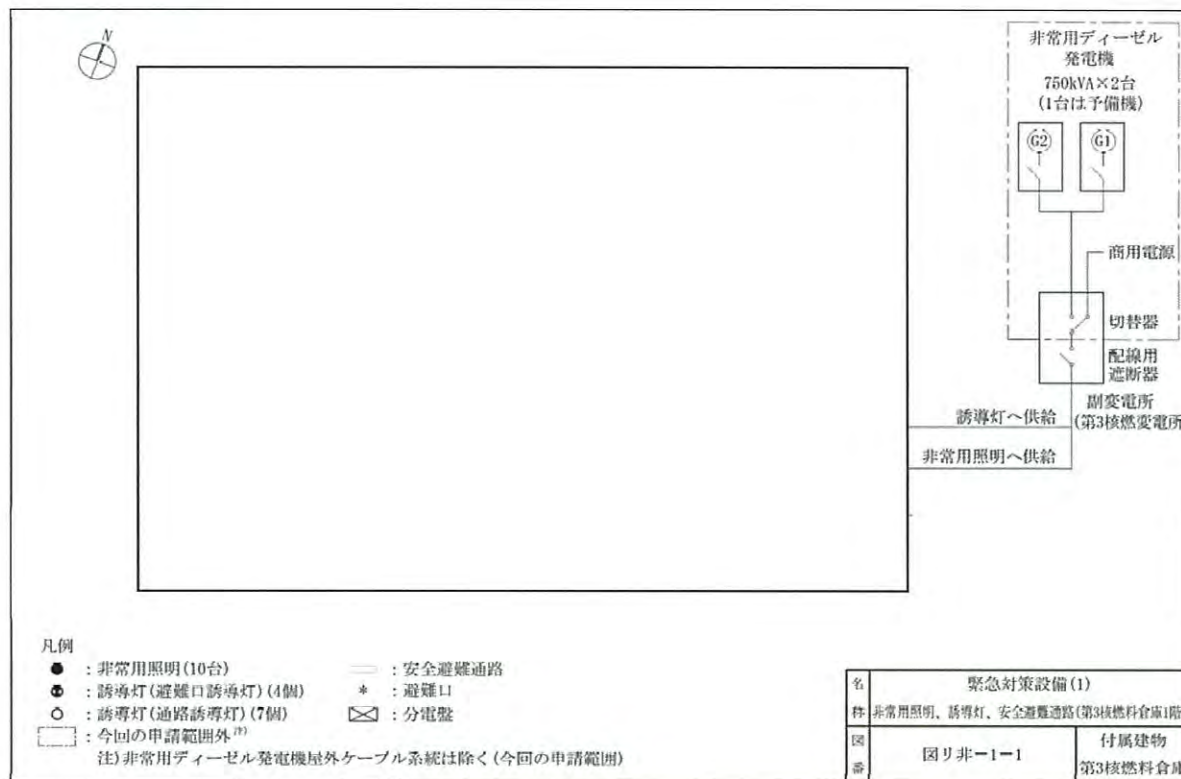 N
非常用ディーゼル
発電機
750kVA×2台
(1台は予備機)
G2
G1
商用電源
切替器
配線用
遮断器
副変電所
(第3核燃変電所
誘導灯へ供給
非常用照明へ供給
凡例
● : 非常用照明(10台)
: 誘導灯(避難口誘導灯)(4個)
○ : 誘導灯(通路誘導灯)(7個)
: 今回の申請範囲外注)
注)非常用ディーゼル発電機屋外ケーブル系統は除く(今回の申請範囲)
: 安全避難通路
* : 避難口
: 分電盤
名称
緊急対策設備(1)
非常用照明、誘導灯、安全避難通路(第3核燃料倉庫1階
図番
図リ非-1-1
付属建物
第3核燃料倉庫